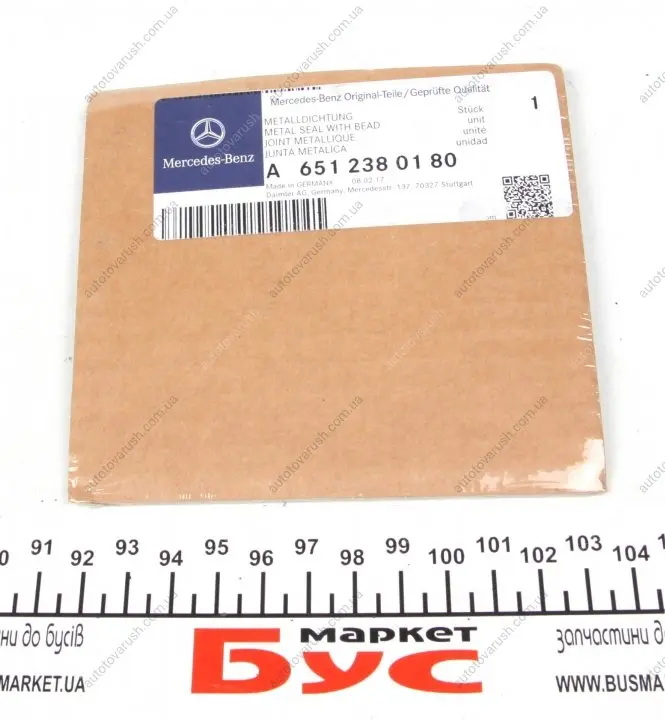 Mercedes-Benz Original-Teile/Geprüfte Qualität
METALLDICHTUNG Stück 1
METAL SEAL WITH BEAD unit
JOINT METALLIQUE unité
JUNTA METALICA unidad
Mercedes-Benz
A 651 238 01 80
Made in GERMANY 08.02.17
Daimler AG, Germany, Mercedesstr. 137, 70327 Stuttgart
91 92 93 94 95 96 97 98 99 100 101 102 103 104
ини до бусів
маркет
запчастини до
Бус
MARKET.UA
WWW.BUSMAR
autotovarush.com.ua